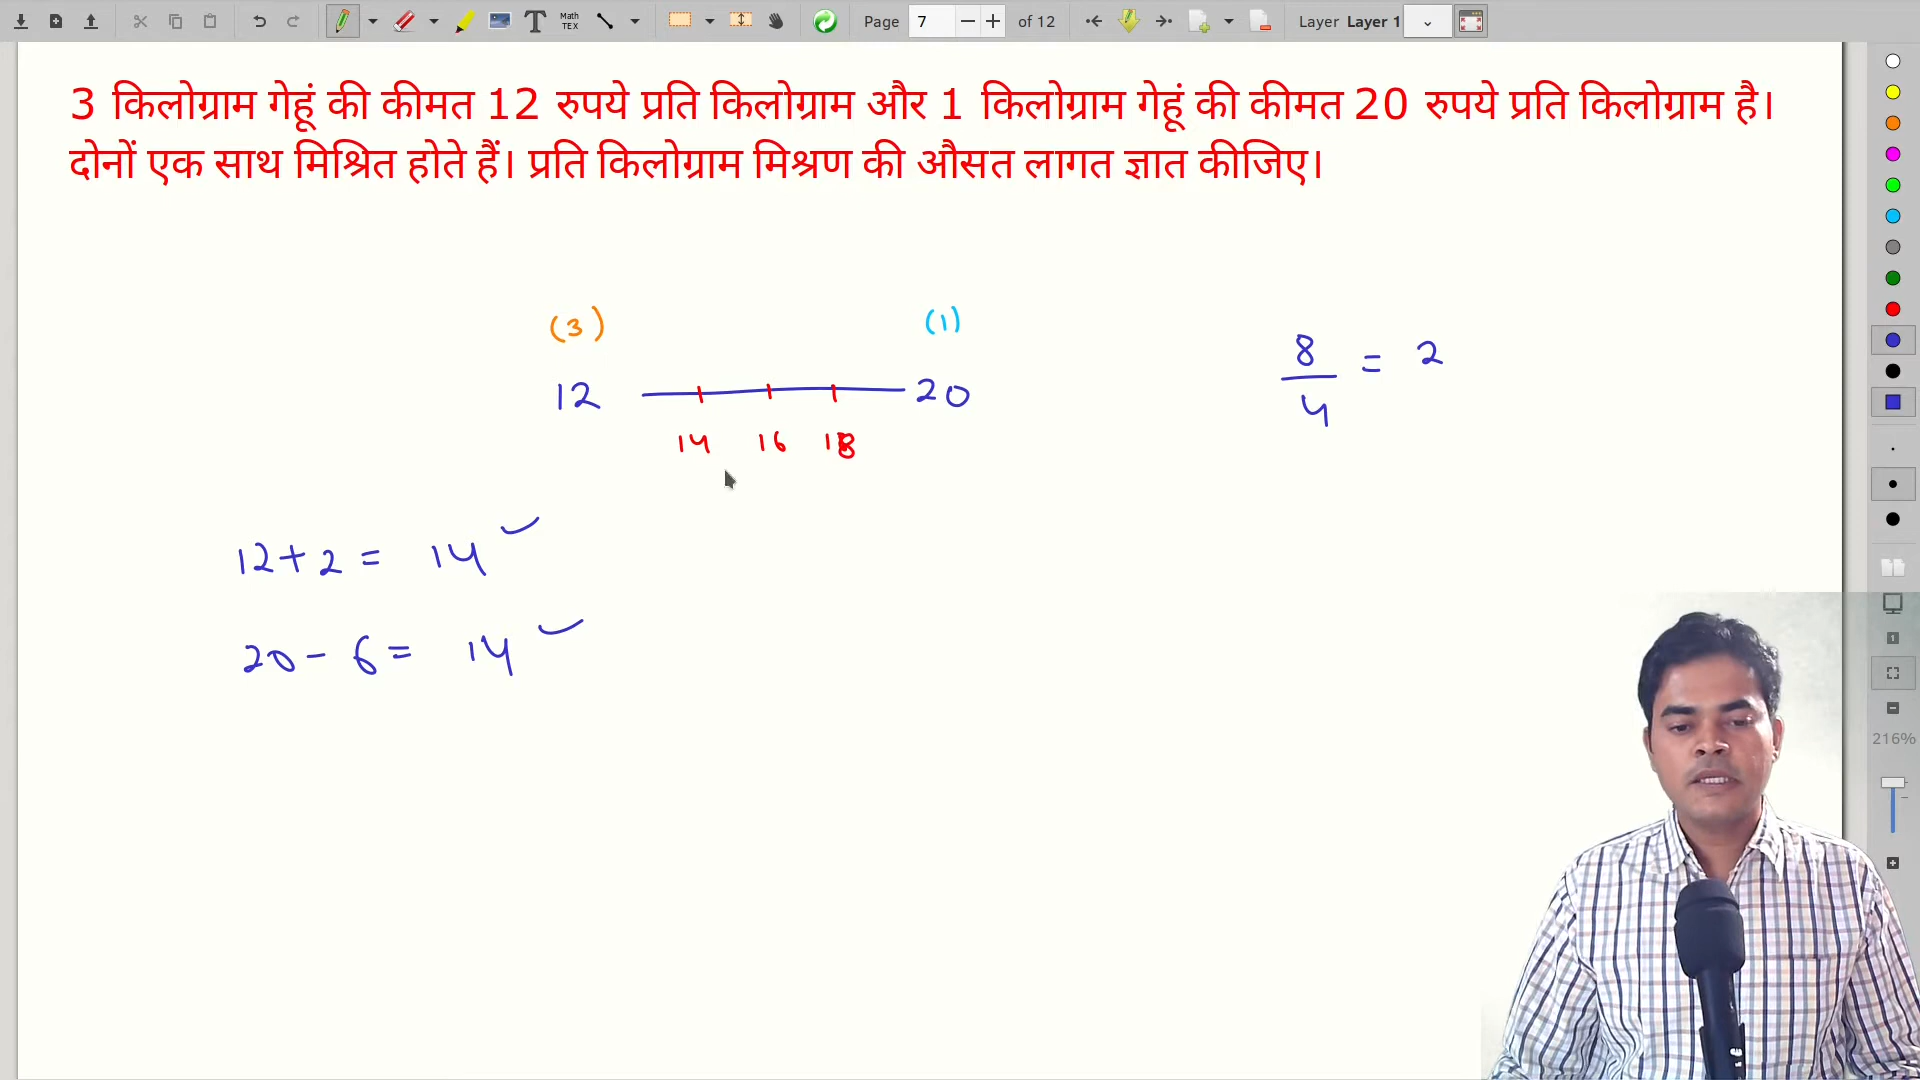 Math TEX Page 7 of 12 Layer Layer 1
3 किलोग्राम गेहूं की कीमत 12 रुपये प्रति किलोग्राम और 1 किलोग्राम गेहूं की कीमत 20 रुपये प्रति किलोग्राम है।
दोनों एक साथ मिश्रित होते हैं। प्रति किलोग्राम मिश्रण की औसत लागत ज्ञात कीजिए।
(3) (1)
12 20
14 16 18
8
4
= 2
12+2 = 14
20 - 6 = 14
216%